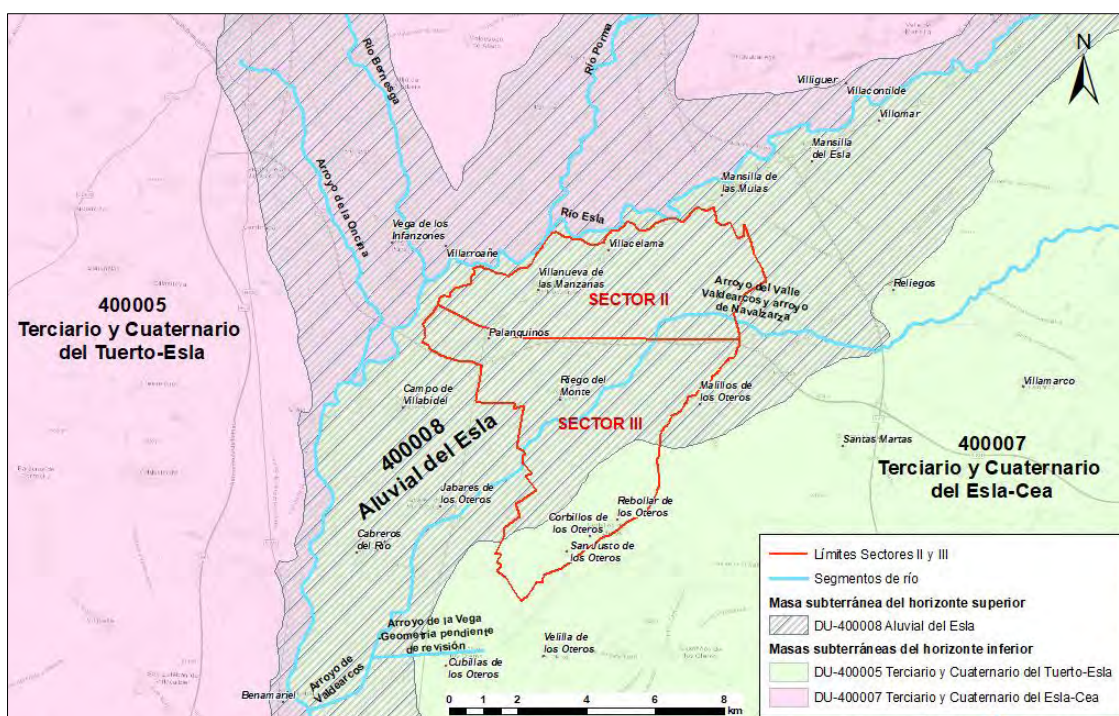 N
Río Bernesga
Río Porma
Arroyo de la Oncina
Villiguer
Villacontilde
Villomar
Mansilla
del Esla
Mansilla de
las Mulas
Río Esla
Vega de los
Infanzones
Villarroañe
Villacelama
Villanueva de
las Manzanas
SECTOR II
Arroyo del Valle
Valdearcos y arroyo
de Navalzarza
Reliegos
400005
Terciario y Cuaternario
del Tuerto-Esla
Palanquinos
Campo de
Villabidel
Riego del
Monte
Malillos de
los Oteros
Villamarco
SECTOR III
400008
Aluvial del Esla
Santas Martas
400007
Terciario y Cuaternario
del Esla-Cea
Jabares de
los Oteros
Rebollar de
los Oteros
Corbillos de
los Oteros
San Justo de
los Oteros
Cabreros
del Río
Arroyo de la Vega
Geometría pendiente
de revisión
Velilla de
los Oteros
Cubillas de
los Oteros
Arroyo de
Valdearcos
Benamariel
Límites Sectores II y III
Segmentos de río
Masa subterránea del horizonte superior
DU-400008 Aluvial del Esla
Masas subterráneas del horizonte inferior
DU-400005 Terciario y Cuaternario del Tuerto-Esla
DU-400007 Terciario y Cuaternario del Esla-Cea
0 2 4 6 8
km